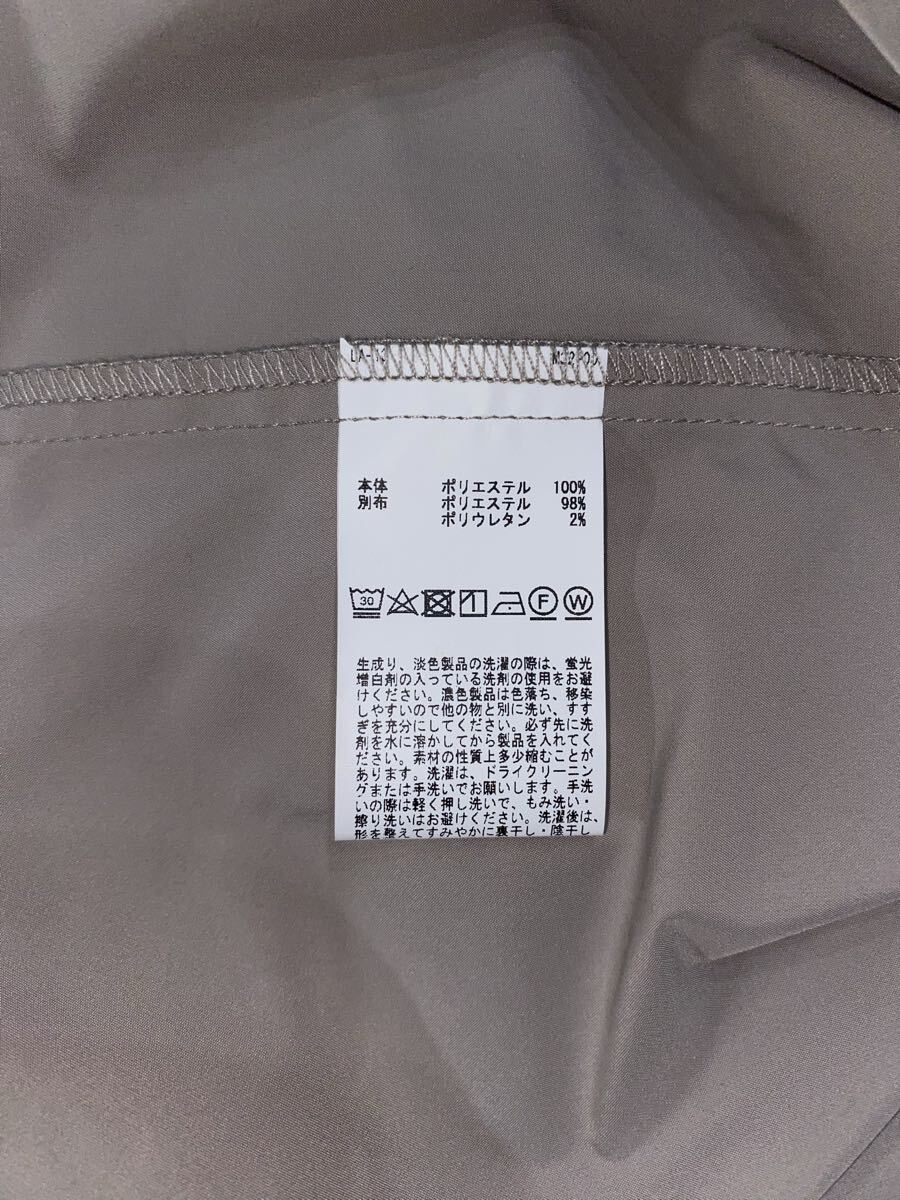 本体 ポリエステル 100%
別布 ポリエステル 98%
ポリウレタン 2%
30 F W
生成り、淡色製品の洗濯の際は、蛍光
増白剤の入っている洗剤の使用をお避
けください。濃色製品は色落ち、移染
しやすいので他の物と別に洗い、すす
ぎを充分にしてください。必ず先に洗
剤を水に溶かしてから製品を入れてく
ださい。素材の性質上多少縮むことが
あります。洗濯は、ドライクリーニン
グまたは手洗いでお願いします。手洗
いの際は軽く押し洗いで、もみ洗い・
擦り洗いはお避けください。洗濯後は、
形を整えてすみやかに裏干し・陰干し